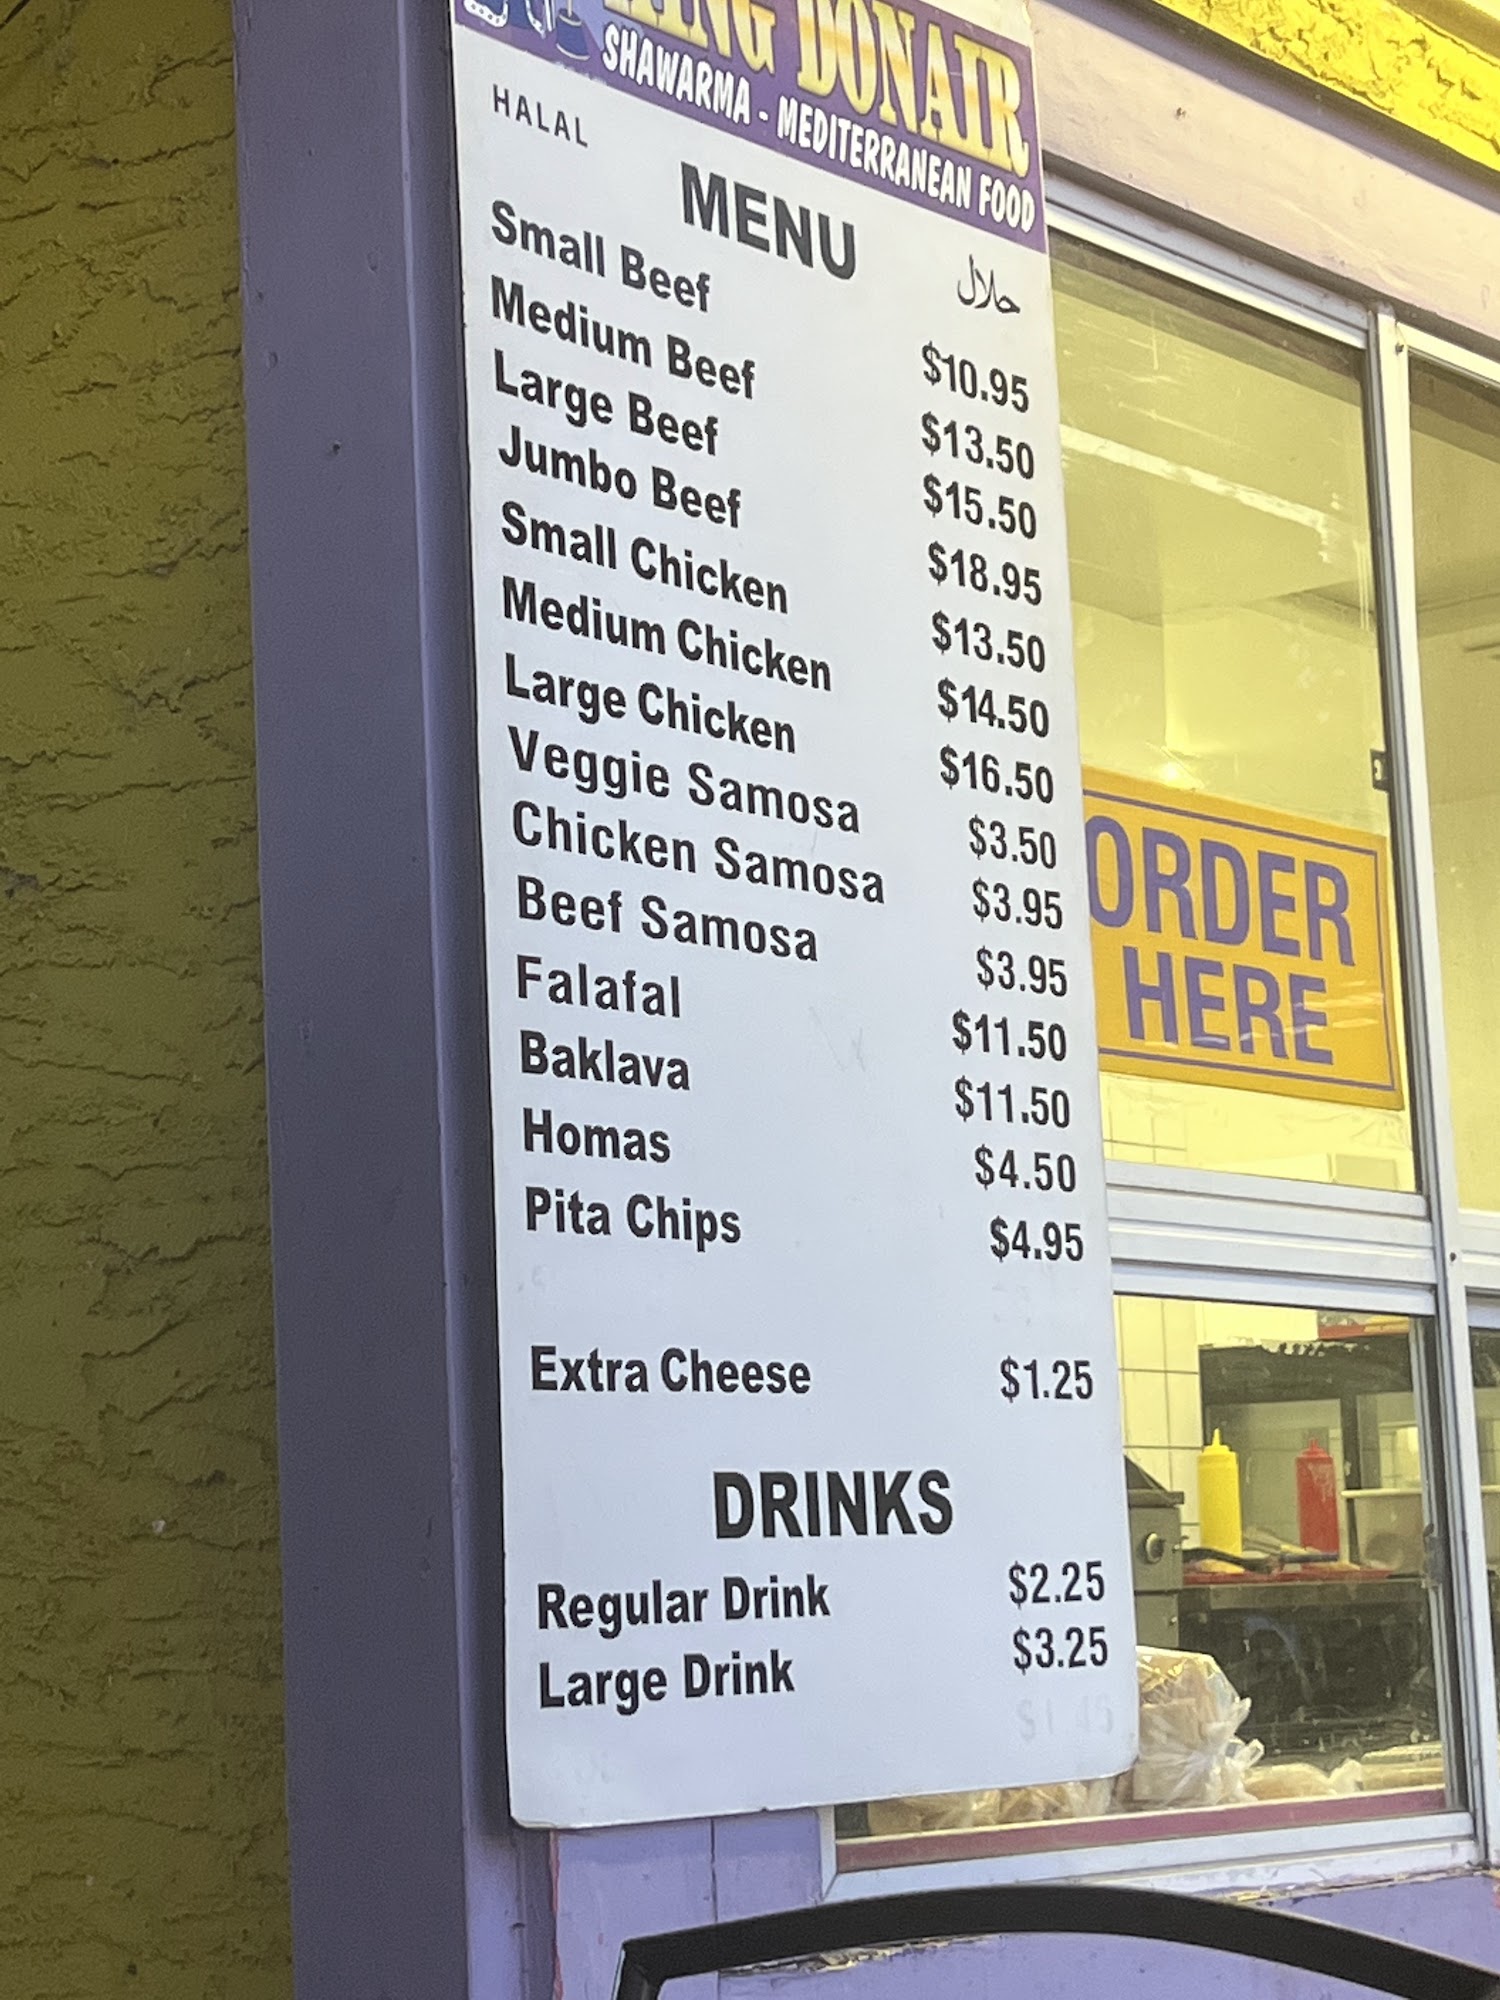 DONAIR
SHAWARMA - MEDITERRANEAN FOOD
HALAL
MENU
حلال
Small Beef $10.95
Medium Beef $13.50
Large Beef $15.50
Jumbo Beef $18.95
Small Chicken $13.50
Medium Chicken $14.50
Large Chicken $16.50
Veggie Samosa $3.50
Chicken Samosa $3.95
Beef Samosa $3.95
Falafal $11.50
Baklava $11.50
Homas $4.50
Pita Chips $4.95
Extra Cheese $1.25
DRINKS
Regular Drink $2.25
Large Drink $3.25
ORDER
HERE